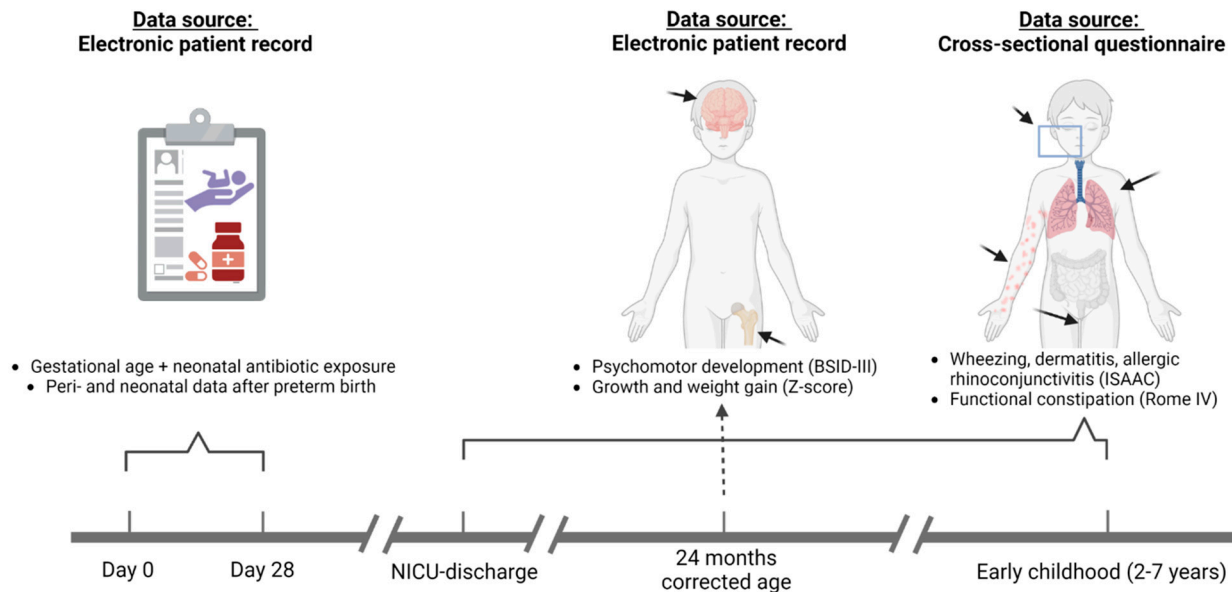 Data source:
Electronic patient record
Data source:
Electronic patient record
Data source:
Cross-sectional questionnaire
• Gestational age + neonatal antibiotic exposure
• Peri- and neonatal data after preterm birth
• Psychomotor development (BSID-III)
• Growth and weight gain (Z-score)
• Wheezing, dermatitis, allergic
rhinoconjunctivitis (ISAAC)
• Functional constipation (Rome IV)
Day 0
Day 28
NICU-discharge
24 months
corrected age
Early childhood (2-7 years)